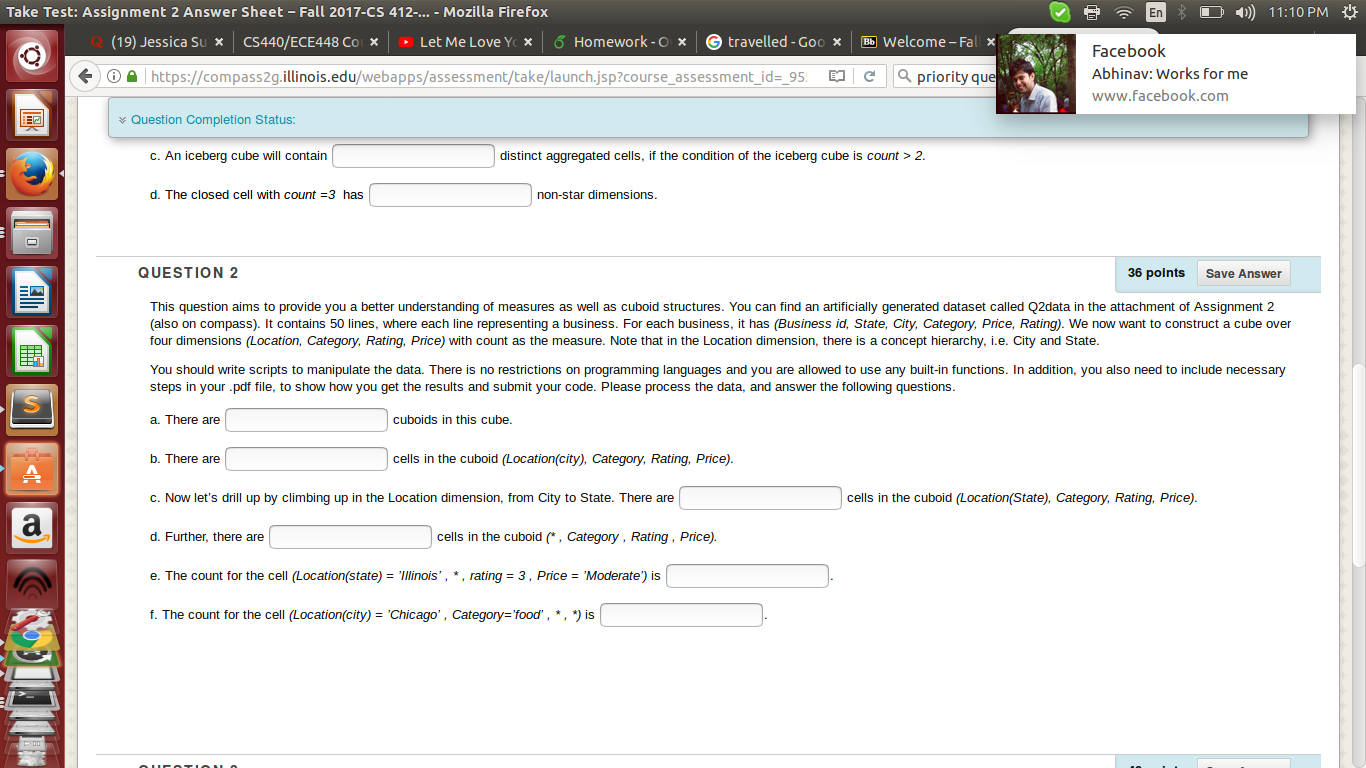 Take Test: Assignment 2 Answer Sheet – Fall 2017-CS 412-... - Mozilla Firefox
En
11:10 PM
(19) Jessica Su ×
CS440/ECE448 Co ×
Let Me Love Y ×
Homework - O ×
travelled - Goo ×
Bb Welcome – Fal ×
https://compass2g.illinois.edu/webapps/assessment/take/launch.jsp?course_assessment_id=_95
priority que
Facebook
Abhinav: Works for me
www.facebook.com
Question Completion Status:
c. An iceberg cube will contain distinct aggregated cells, if the condition of the iceberg cube is count > 2.
d. The closed cell with count =3 has non-star dimensions.
QUESTION 2
36 points
Save Answer
This question aims to provide you a better understanding of measures as well as cuboid structures. You can find an artificially generated dataset called Q2data in the attachment of Assignment 2
(also on compass). It contains 50 lines, where each line representing a business. For each business, it has (Business id, State, City, Category, Price, Rating). We now want to construct a cube over
four dimensions (Location, Category, Rating, Price) with count as the measure. Note that in the Location dimension, there is a concept hierarchy, i.e. City and State.
You should write scripts to manipulate the data. There is no restrictions on programming languages and you are allowed to use any built-in functions. In addition, you also need to include necessary
steps in your .pdf file, to show how you get the results and submit your code. Please process the data, and answer the following questions.
a. There are cuboids in this cube.
b. There are cells in the cuboid (Location(city), Category, Rating, Price).
c. Now let's drill up by climbing up in the Location dimension, from City to State. There are cells in the cuboid (Location(State), Category, Rating, Price).
d. Further, there are cells in the cuboid (* , Category , Rating , Price).
e. The count for the cell (Location(state) = 'Illinois' , * , rating = 3 , Price = 'Moderate') is .
f. The count for the cell (Location(city) = 'Chicago' , Category='food' , * , *) is .